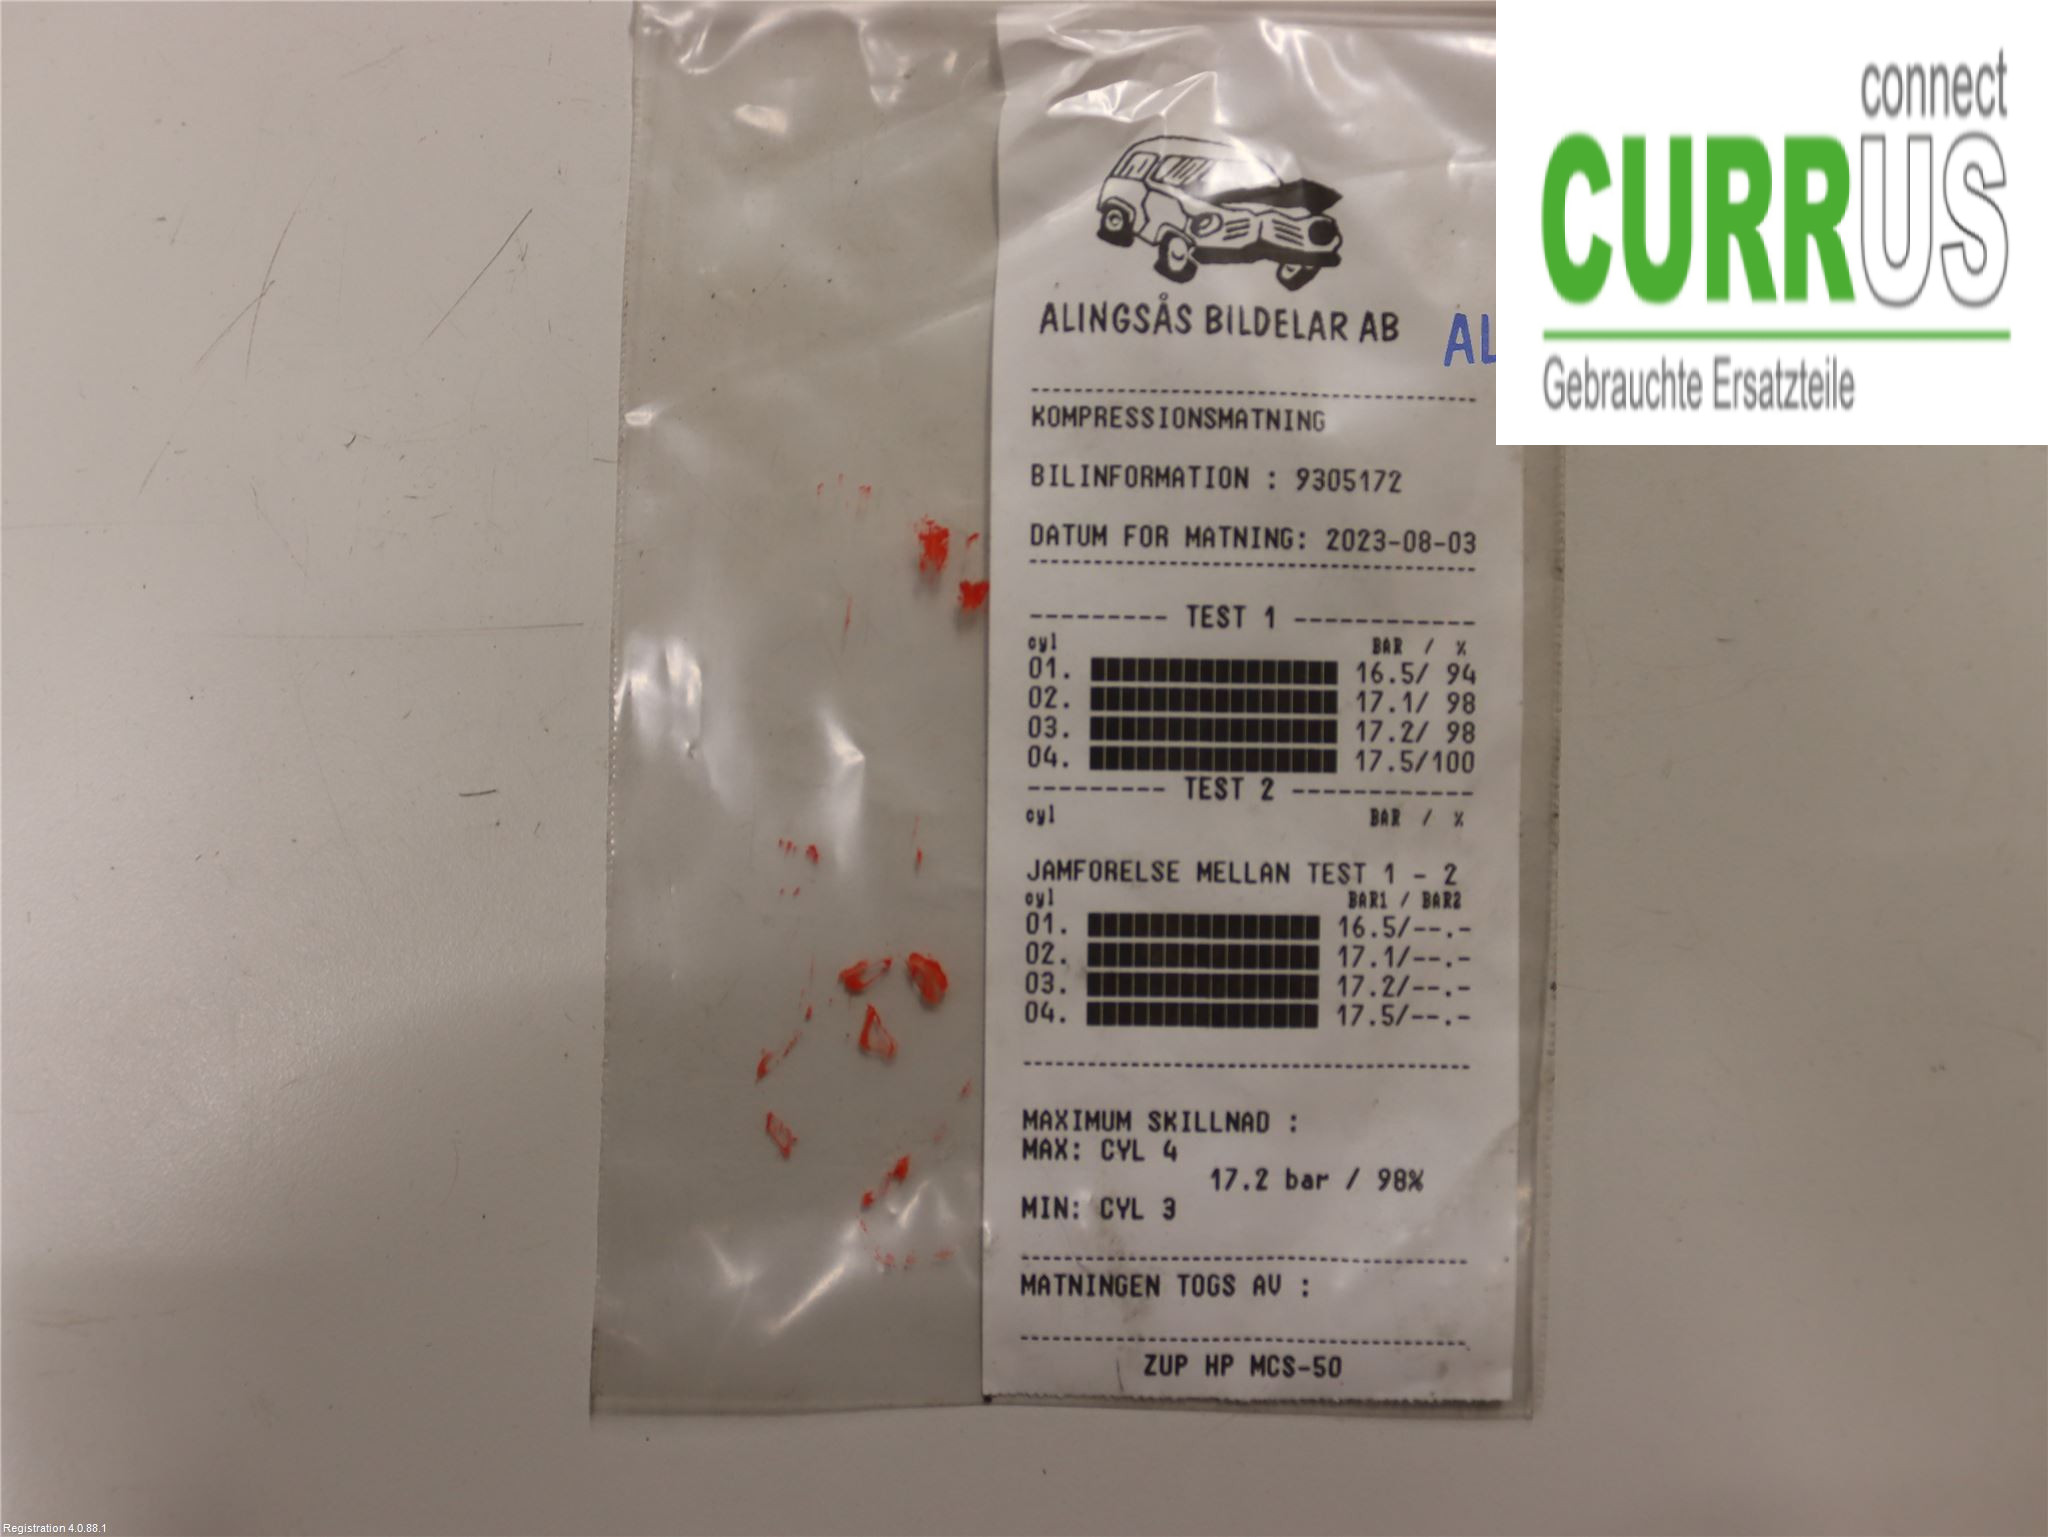 connect
CURRUS
Gebrauchte Ersatzteile
ALINGSÅS BILDELAR AB
AL
KOMPRESSIONSMATNING
BILINFORMATION : 9305172
DATUM FOR MATNING: 2023-08-03
--------- TEST 1 ------------
cyl BAR / %
01. 16.5/ 94
02. 17.1/ 98
03. 17.2/ 98
04. 17.5/100
--------- TEST 2 ------------
cyl BAR / %
JAMFORELSE MELLAN TEST 1 - 2
cyl BAR1 / BAR2
01. 16.5/--.-
02. 17.1/--.-
03. 17.2/--.-
04. 17.5/--.-
MAXIMUM SKILLNAD :
MAX: CYL 4
17.2 bar / 98%
MIN: CYL 3
MATNINGEN TOGS AV :
ZUP HP MCS-50
Registration 4.0.88.1